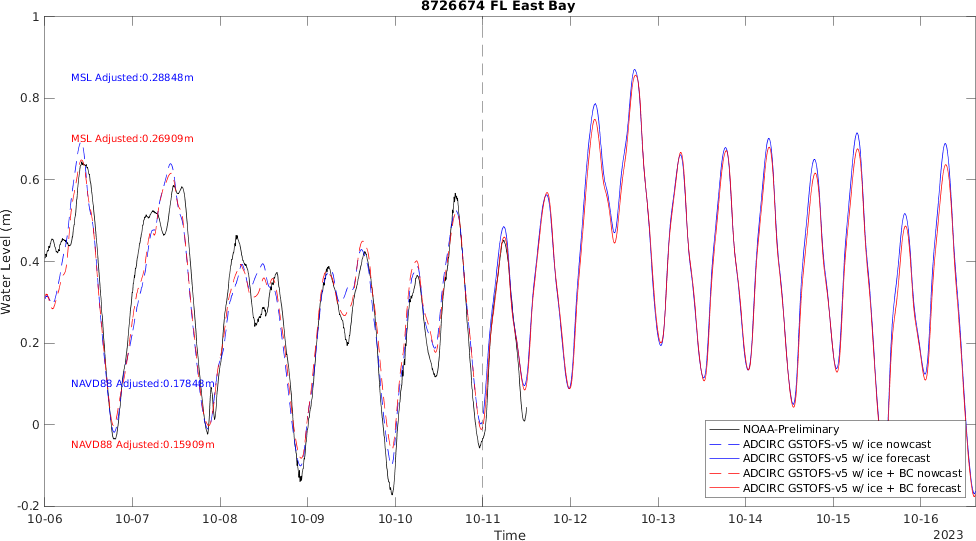 8726674 FL East Bay
Water Level (m)
1
0.8
0.6
0.4
0.2
0
-0.2
MSL Adjusted:0.28848m
MSL Adjusted:0.26909m
NAVD88 Adjusted:0.17848m
NAVD88 Adjusted:0.15909m
NOAA-Preliminary
ADCIRC GSTOFS-v5 w/ ice nowcast
ADCIRC GSTOFS-v5 w/ ice forecast
ADCIRC GSTOFS-v5 w/ ice + BC nowcast
ADCIRC GSTOFS-v5 w/ ice + BC forecast
10-06 10-07 10-08 10-09 10-10 10-11 10-12 10-13 10-14 10-15 10-16
Time
2023